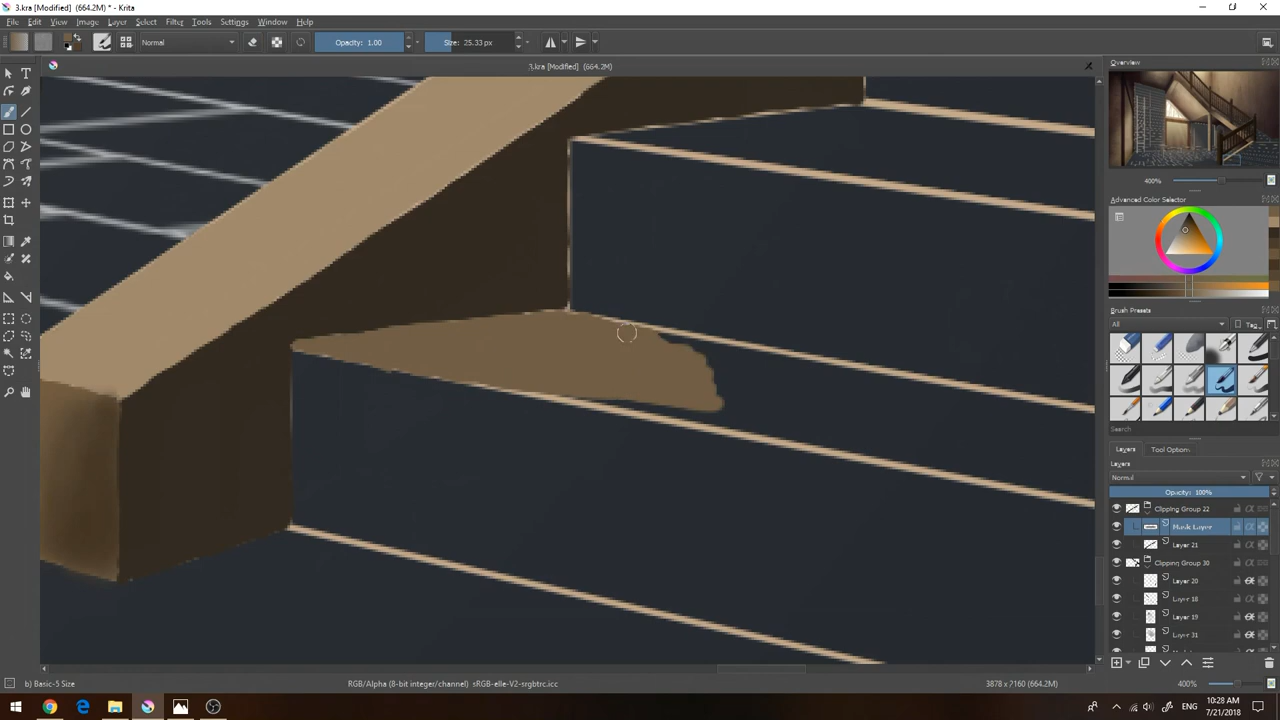 3.kra [Modified] (664.2M) * - Krita
File Edit View Image Layer Select Filter Tools Settings Window Help
Normal Opacity: 1.00 Size: 25.33 px
3.kra [Modified] (664.2M)
Overview
400%
Advanced Color Selector
Brush Presets
All Tag
Search
Layers Tool Options
Layers
Normal
Opacity: 100%
Clipping Group 22
Mask Layer
Layer 21
Clipping Group 30
Layer 20
Layer 18
Layer 19
Layer 31
b) Basic-5 Size RGB/Alpha (8-bit integer/channel) sRGB-elle-V2-srgbtrc.icc 3878 x 2160 (664.2M) 400%
ENG 10:28 AM
7/21/2018